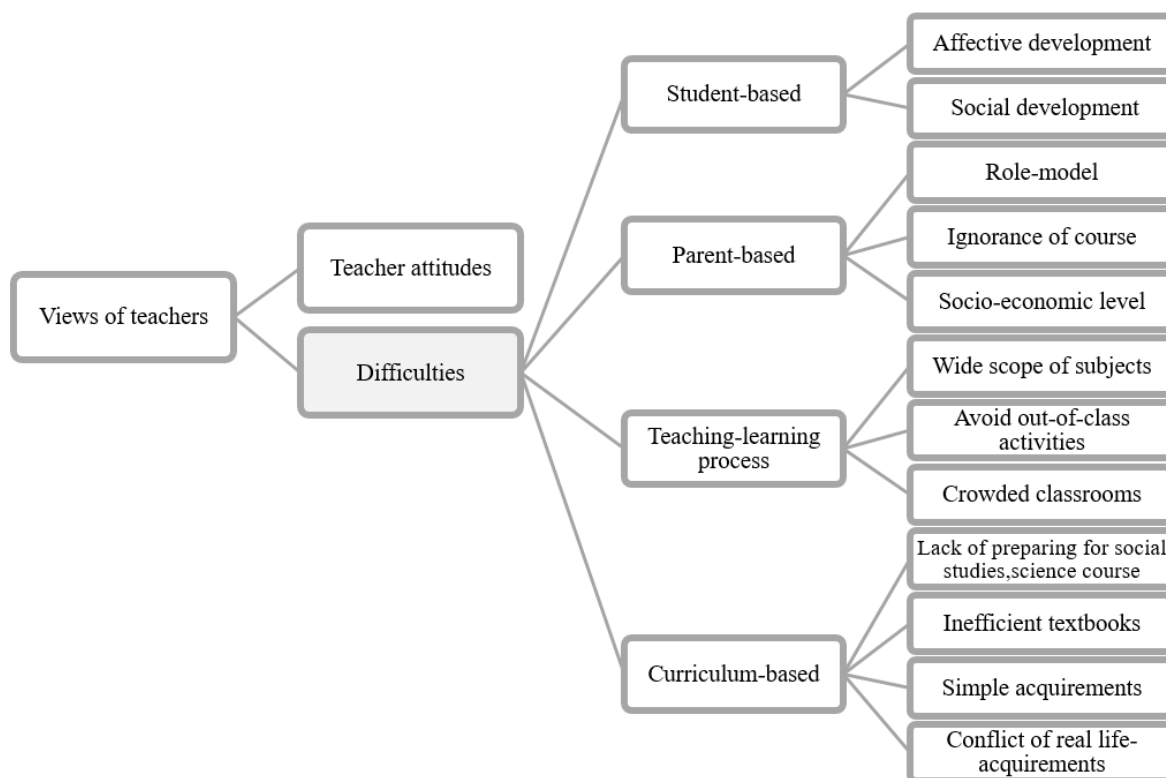 Views of teachers
Teacher attitudes
Difficulties
Student-based
Affective development
Social development
Parent-based
Role-model
Ignorance of course
Socio-economic level
Teaching-learning
process
Wide scope of subjects
Avoid out-of-class
activities
Crowded classrooms
Curriculum-based
Lack of preparing for social
studies,science course
Inefficient textbooks
Simple acquirements
Conflict of real life-
acquirements